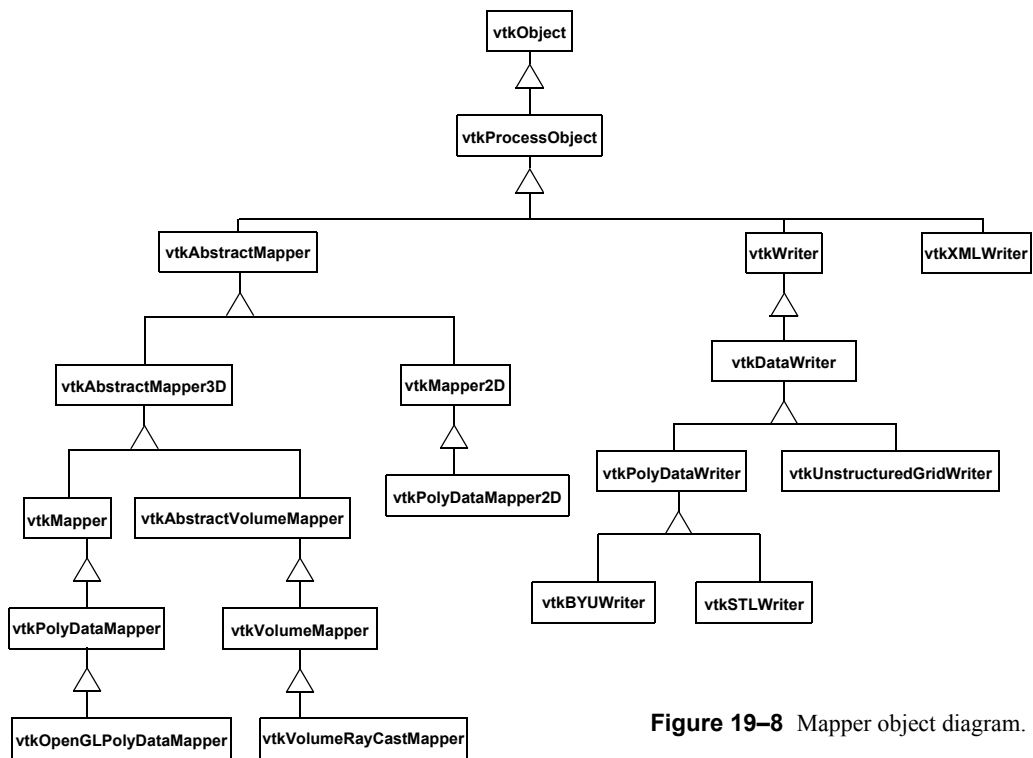 vtkObject
vtkProcessObject
vtkAbstractMapper
vtkWriter
vtkXMLWriter
vtkDataWriter
vtkAbstractMapper3D
vtkMapper2D
vtkPolyDataWriter
vtkUnstructuredGridWriter
vtkPolyDataMapper2D
vtkMapper
vtkAbstractVolumeMapper
vtkBYUWriter
vtkSTLWriter
vtkPolyDataMapper
vtkVolumeMapper
vtkOpenGLPolyDataMapper
vtkVolumeRayCastMapper
Figure 19–8 Mapper object diagram.